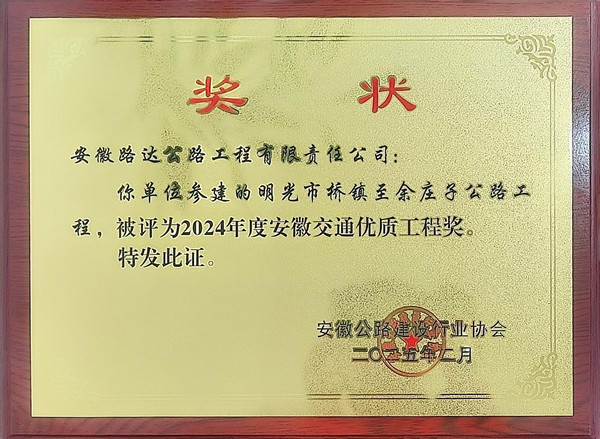 奖状
安徽路达公路工程有限责任公司：
你单位参建的明光市桥镇至余庄子公路工
程，被评为2024年度安徽交通优质工程奖。
特发此证。
安徽公路建设行业协会
二〇二五年二月